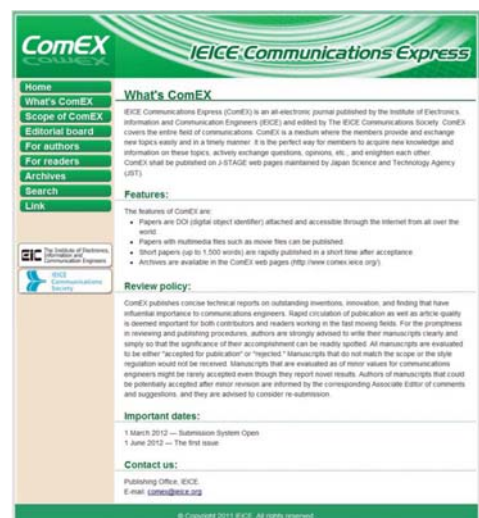 ComEX
IEICE Communications Express
Home
What's ComEX
Scope of ComEX
Editorial board
For authors
For readers
Archives
Search
Link
EIC The Institute of Electronics,
Information and
Communication Engineers
IEICE
Communications
Society
What's ComEX
IEICE Communications Express (ComEX) is an all-electronic journal published by the Institute of Electronics,
Information and Communication Engineers (IEICE) and edited by The IEICE Communications Society. ComEX
covers the entire field of communications. ComEX is a medium where the members provide and exchange
new topics easily and in a timely manner. It is the perfect way for members to acquire new knowledge and
information on these topics, actively exchange questions, opinions, etc., and enlighten each other.
ComEX shall be published on J-STAGE web pages maintained by Japan Science and Technology Agency
(JST).
Features:
The features of ComEX are:
• Papers are DOI (digital object identifier) attached and accessible through the Internet from all over the
world.
• Papers with multimedia files such as movie files can be published.
• Short papers (up to 1,500 words) are rapidly published in a short time after acceptance.
• Archives are available in the ComEX web pages (http://www.comex.ieice.org/).
Review policy:
ComEX publishes concise technical reports on outstanding inventions, innovation, and finding that have
influential importance to communications engineers. Rapid circulation of publication as well as article quality
is deemed important for both contributors and readers working in the fast moving fields. For the promptness
in reviewing and publishing procedures, authors are strongly advised to write their manuscripts clearly and
simply so that the significance of their accomplishment can be readily spotted. All manuscripts are evaluated
to be either "accepted for publication" or "rejected." Manuscripts that do not match the scope or the style
regulation would not be received. Manuscripts that are evaluated as of minor values for communications
engineers might be rarely accepted even though they report novel results. Authors of manuscripts that could
be potentially accepted after minor revision are informed by the corresponding Associate Editor of comments
and suggestions, and they are advised to consider re-submission.
Important dates:
1 March 2012 — Submission System Open
1 June 2012 — The first issue
Contact us:
Publishing Office, IEICE.
E-mail: comex@ieice.org
© Copyright 2011 IEICE. All rights reserved.